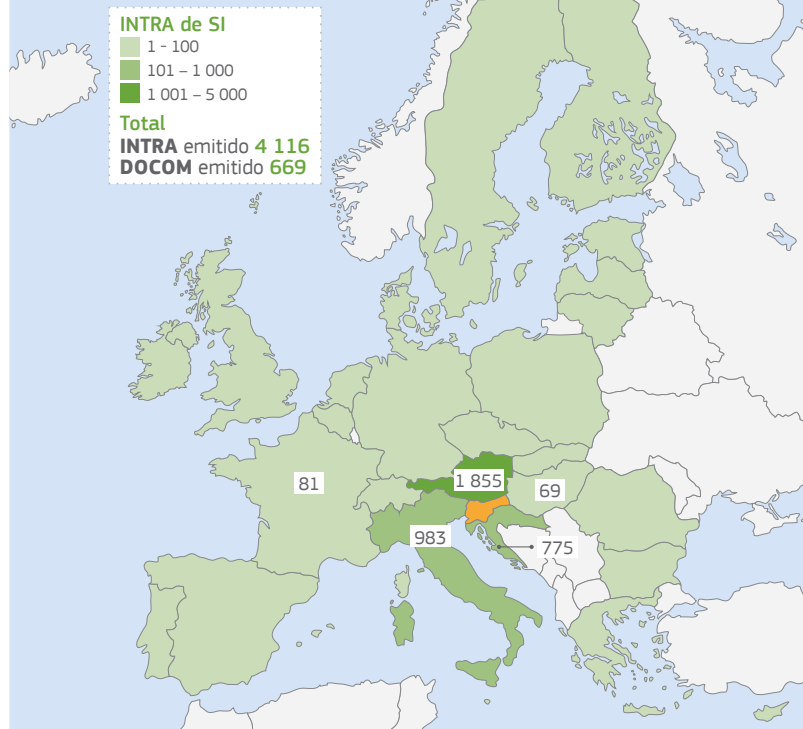 INTRA de SI
1 - 100
101 – 1 000
1 001 – 5 000
Total
INTRA emitido 4 116
DOCOM emitido 669
81
1 855
69
983
775